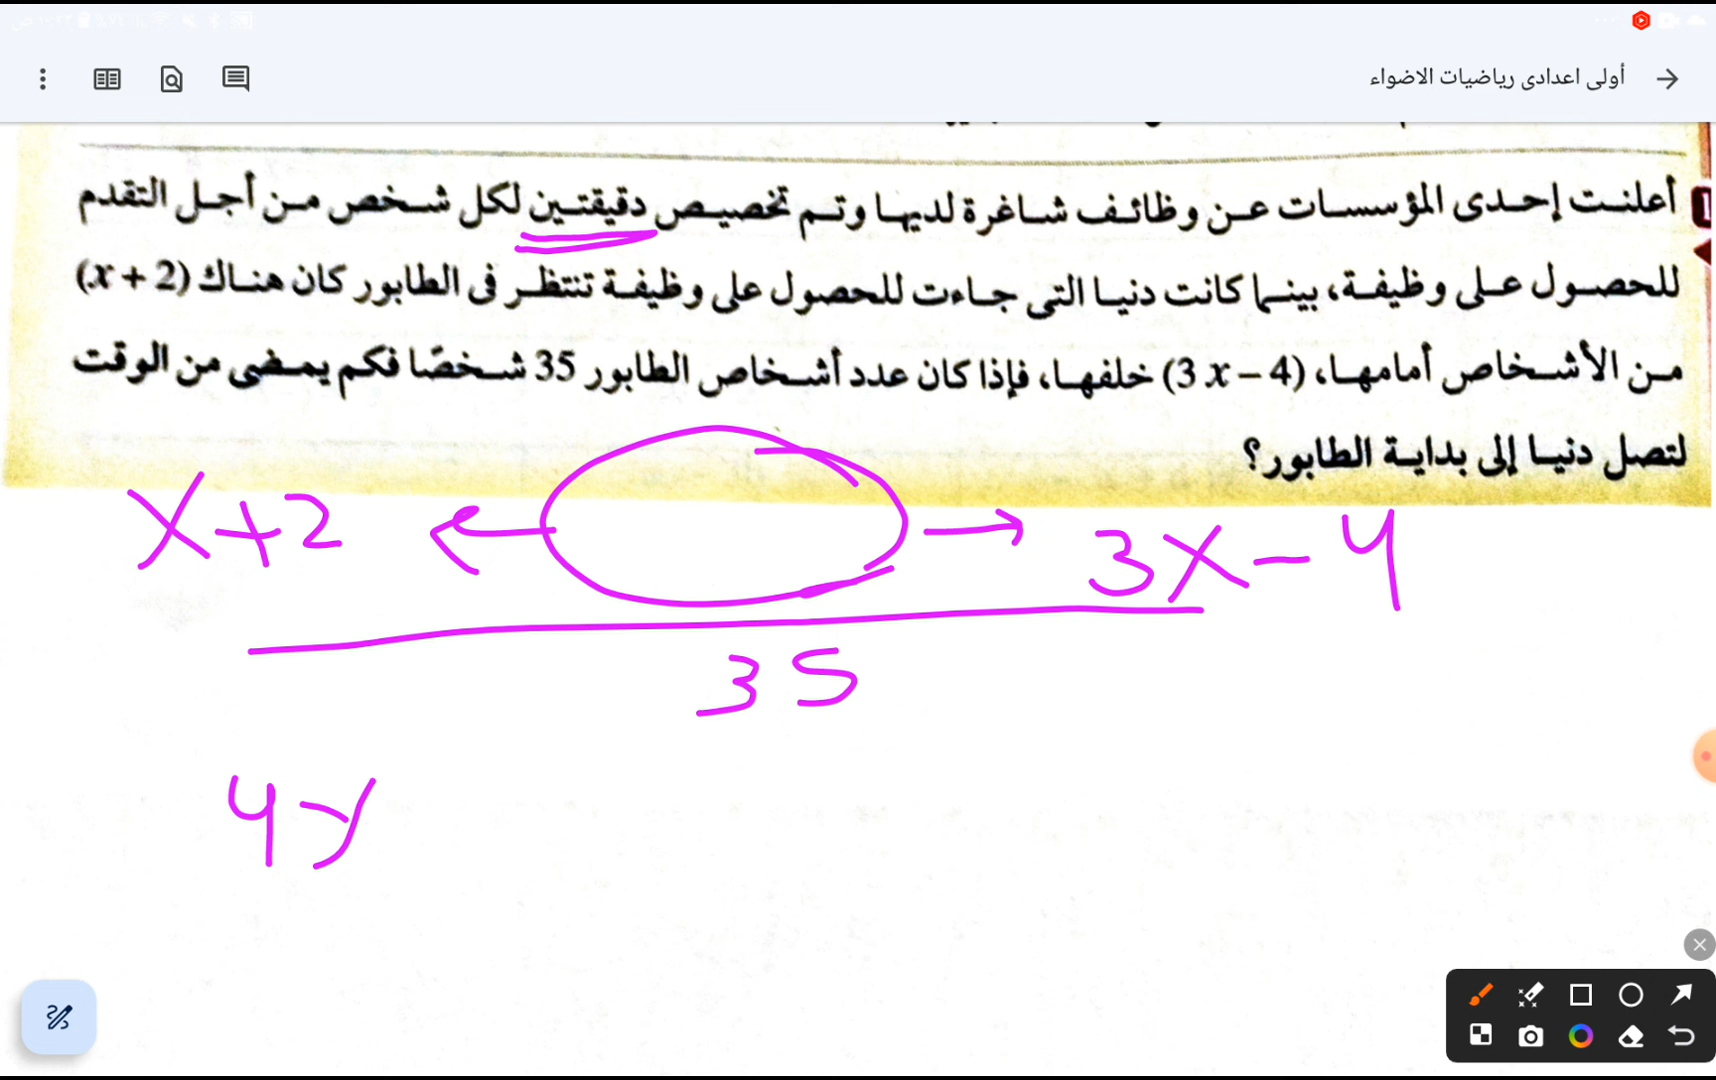 أولى اعدادى رياضيات الاضواء
أعلنت إحدى المؤسسات عن وظائف شاغرة لديها وتم تخصيص دقيقتين لكل شخص من أجل التقدم
للحصول على وظيفة، بينما كانت دنيا التى جاءت للحصول على وظيفة تنتظر فى الطابور كان هناك (x + 2)
من الأشخاص أمامها، (3 x – 4) خلفها، فإذا كان عدد أشخاص الطابور 35 شخصًا فكم يمضى من الوقت
لتصل دنيا إلى بداية الطابور؟
x+2 ← → 3x-4
35
4